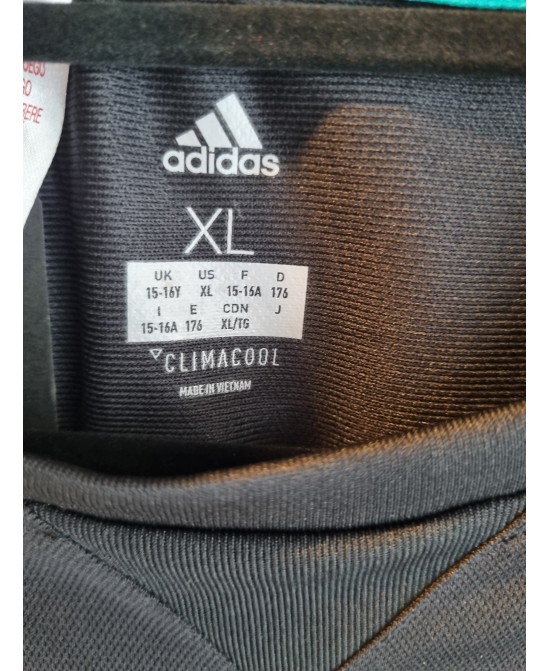 adidas
XL
UK US F D
15-16Y XL 15-16A 176
I E CDN J
15-16A 176 XL/TG
CLIMACOOL
MADE IN VIETNAM